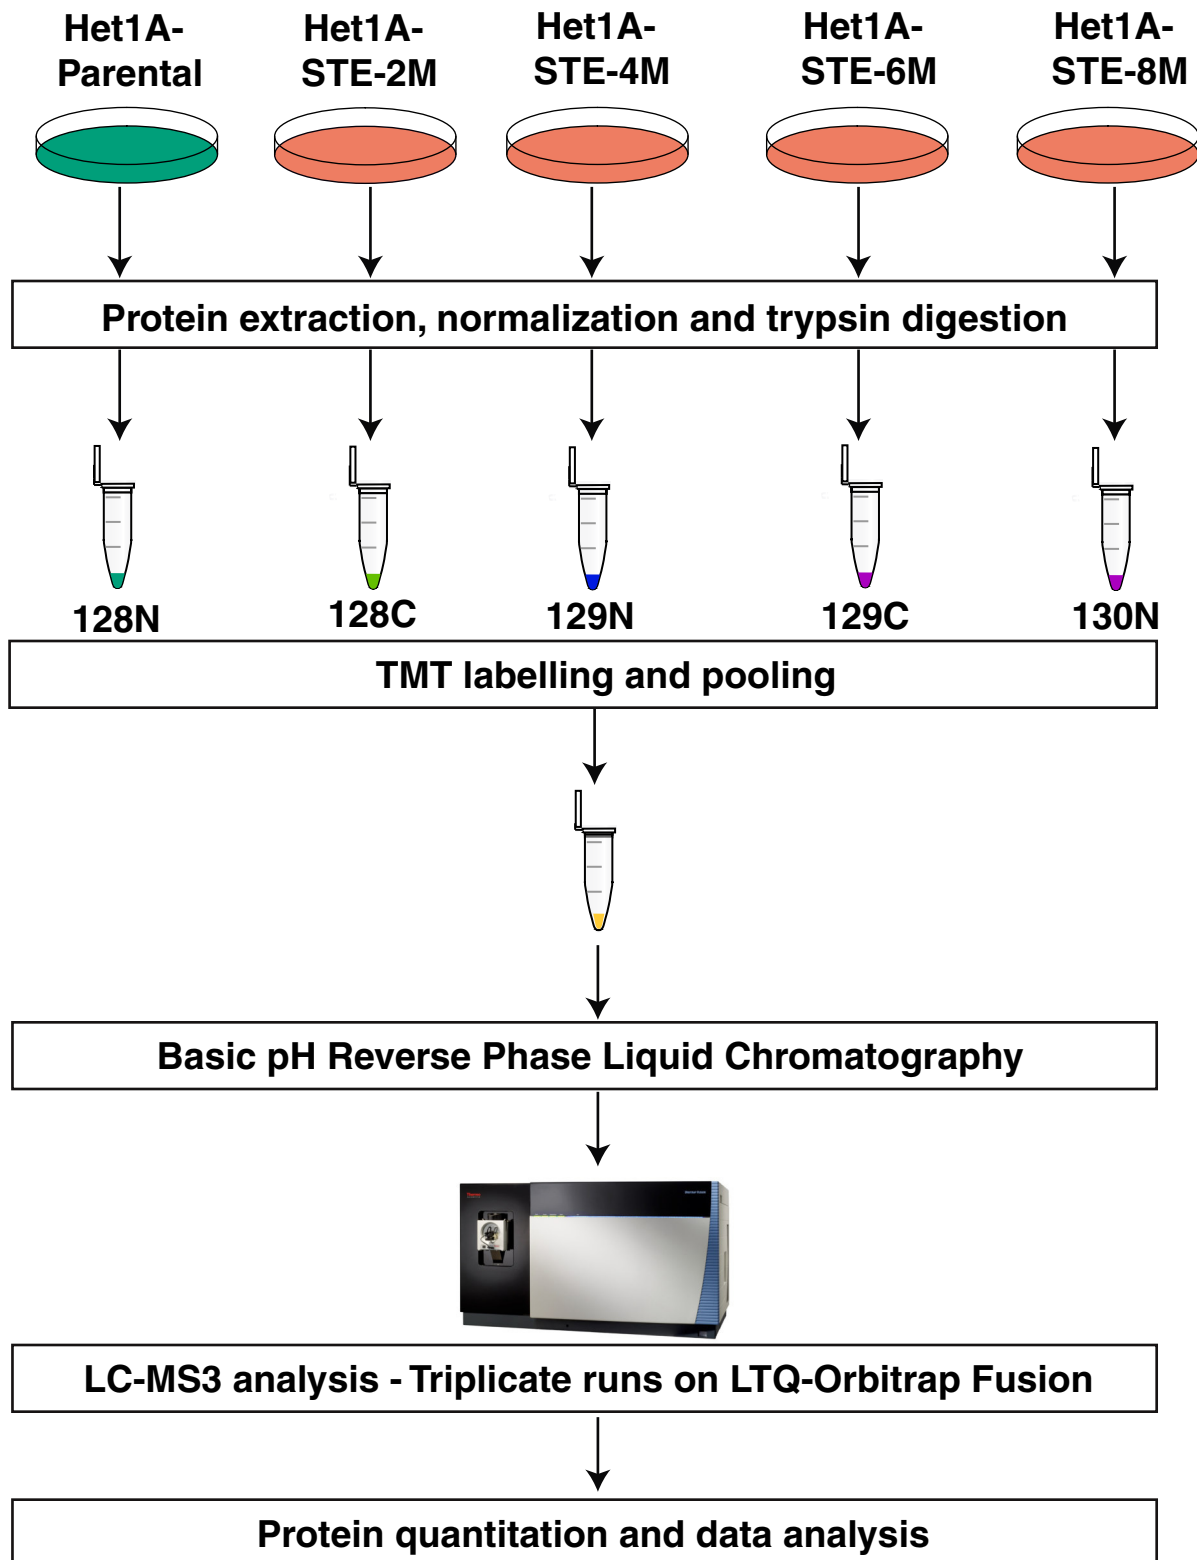 Het1A-
Parental
Het1A-
STE-2M
Het1A-
STE-4M
Het1A-
STE-6M
Het1A-
STE-8M
Protein extraction, normalization and trypsin digestion
128N
128C
129N
129C
130N
TMT labelling and pooling
Basic pH Reverse Phase Liquid Chromatography
LC-MS3 analysis - Triplicate runs on LTQ-Orbitrap Fusion
Protein quantitation and data analysis